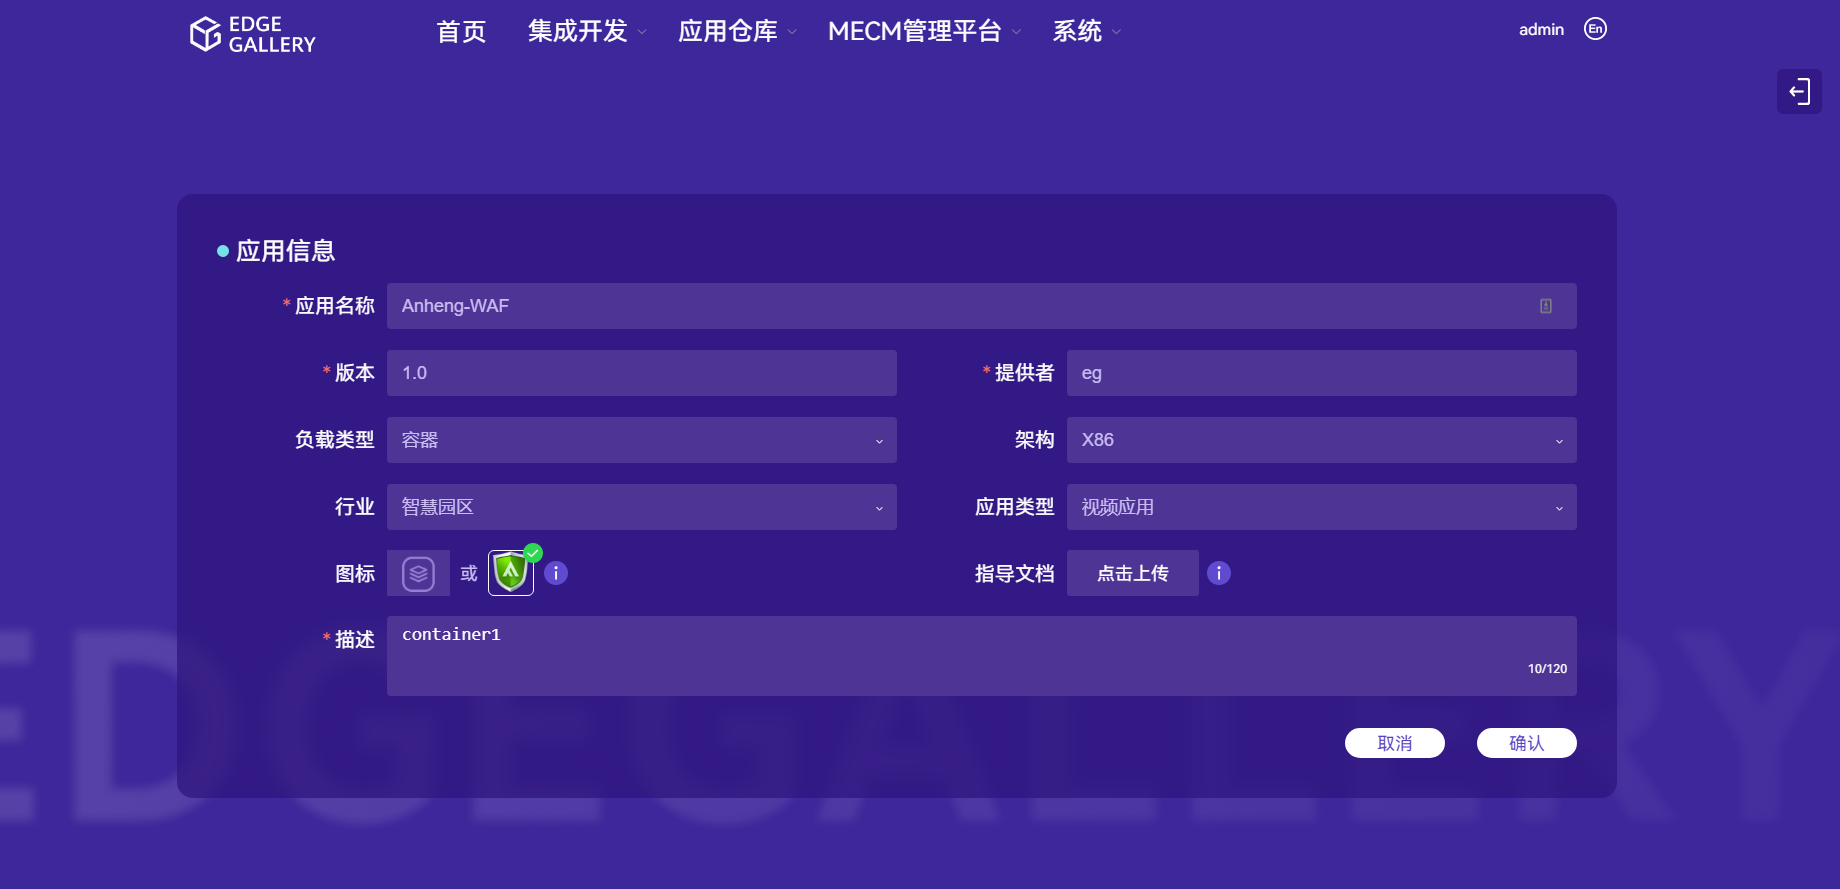 EDGE
GALLERY
首页 集成开发 应用仓库 MECM管理平台 系统 admin En
应用信息
* 应用名称 Anheng-WAF
* 版本 1.0 * 提供者 eg
负载类型 容器 架构 X86
行业 智慧园区 应用类型 视频应用
图标 或 指导文档 点击上传
* 描述 container1
10/120
取消 确认
EDGEGALLERY